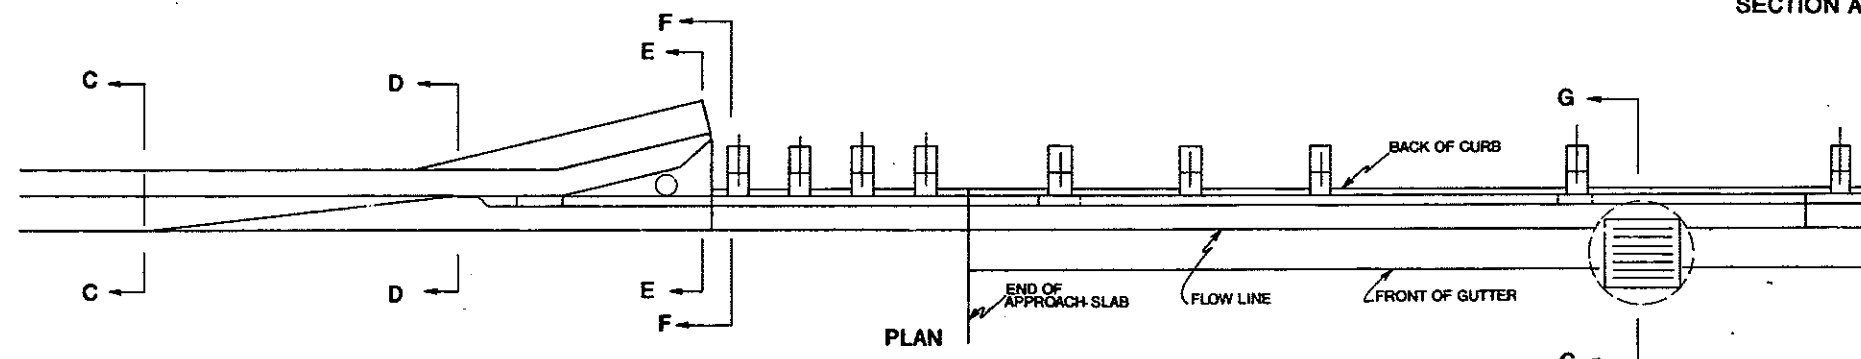 SECTION A
F
E
C
D
G
BACK OF CURB
C
D
E
F
END OF
APPROACH-SLAB
FLOW LINE
FRONT OF GUTTER
PLAN